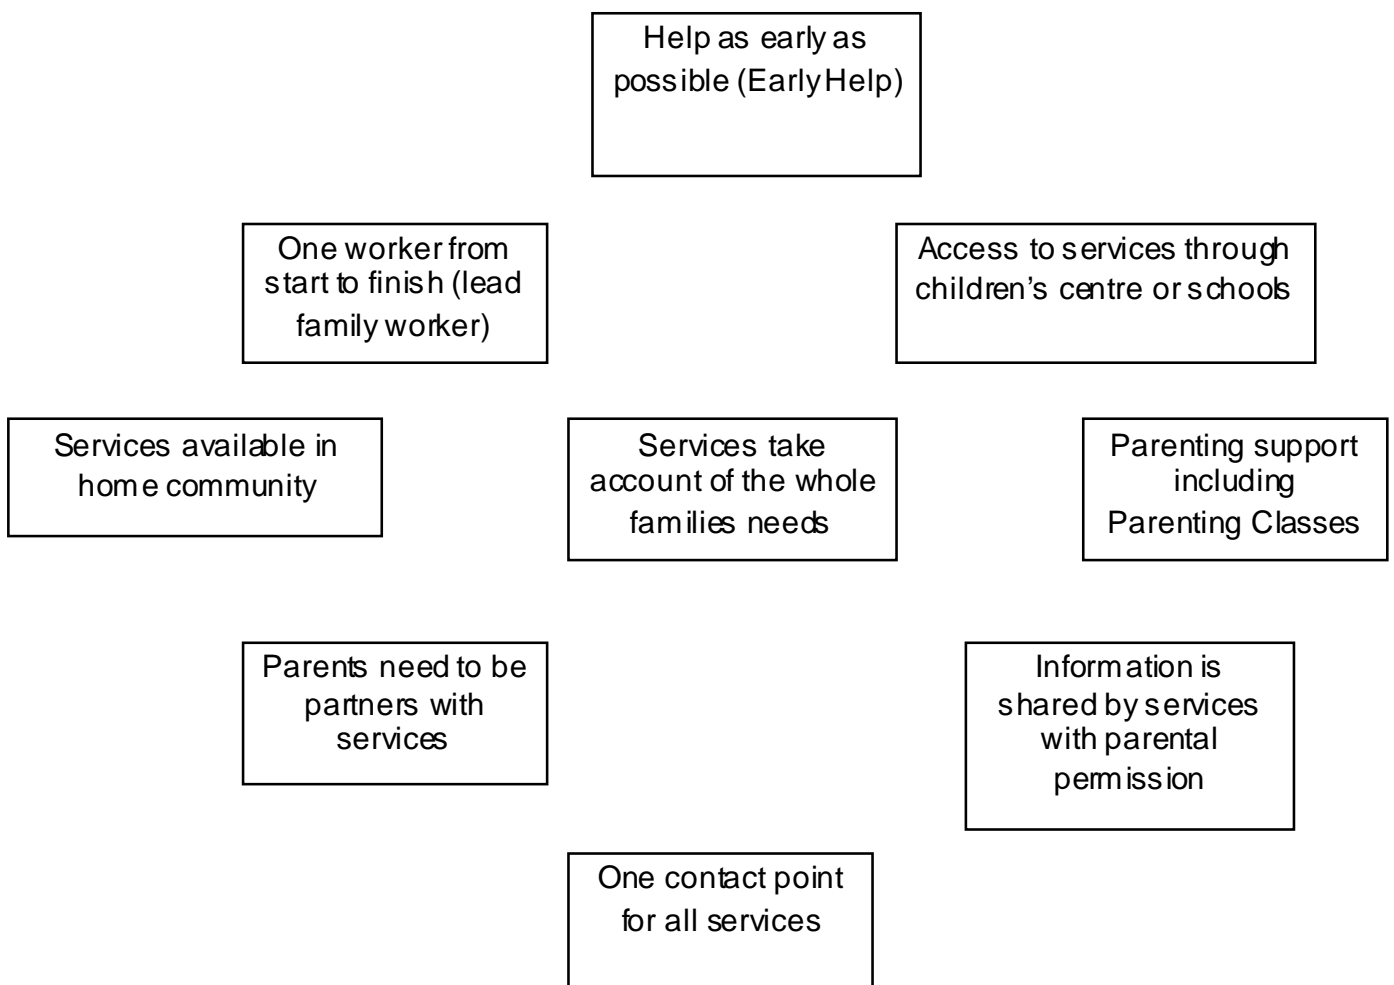 Help as early as
possible (Early Help)
One worker from
start to finish (lead
family worker)
Access to services through
children’s centre or schools
Services available in
home community
Services take
account of the whole
families needs
Parenting support
including
Parenting Classes
Parents need to be
partners with
services
Information is
shared by services
with parental
permission
One contact point
for all services